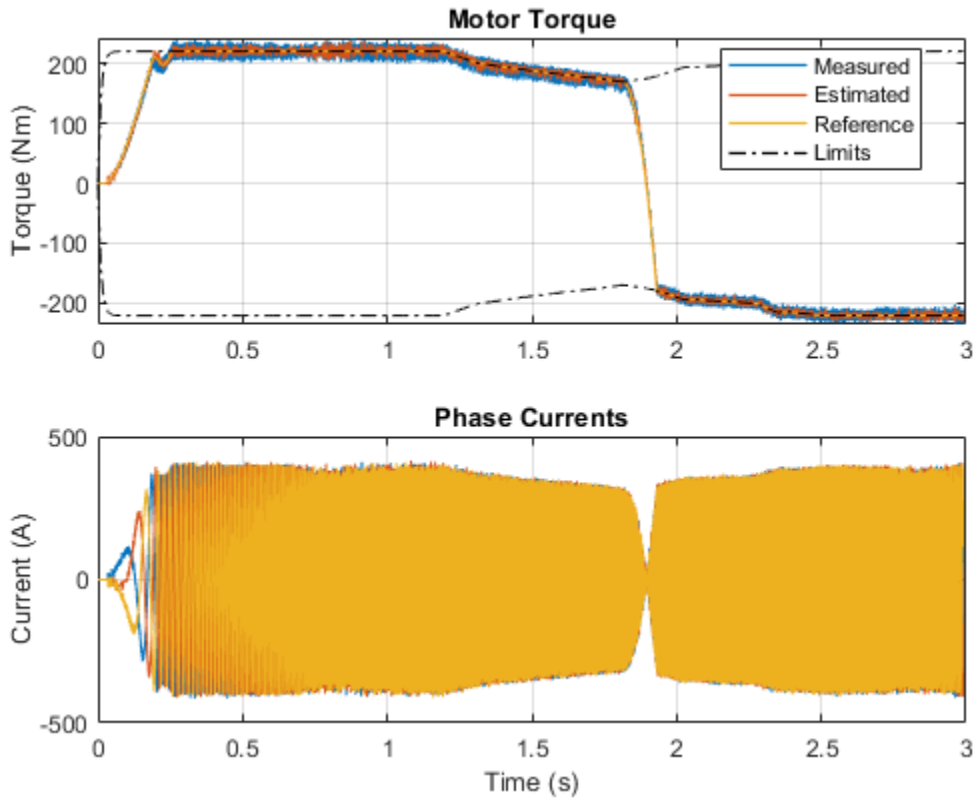 Motor Torque
Torque (Nm)
200
100
0
-100
-200
Measured
Estimated
Reference
Limits
0 0.5 1 1.5 2 2.5 3
Phase Currents
Current (A)
500
0
-500
0 0.5 1 1.5 2 2.5 3
Time (s)